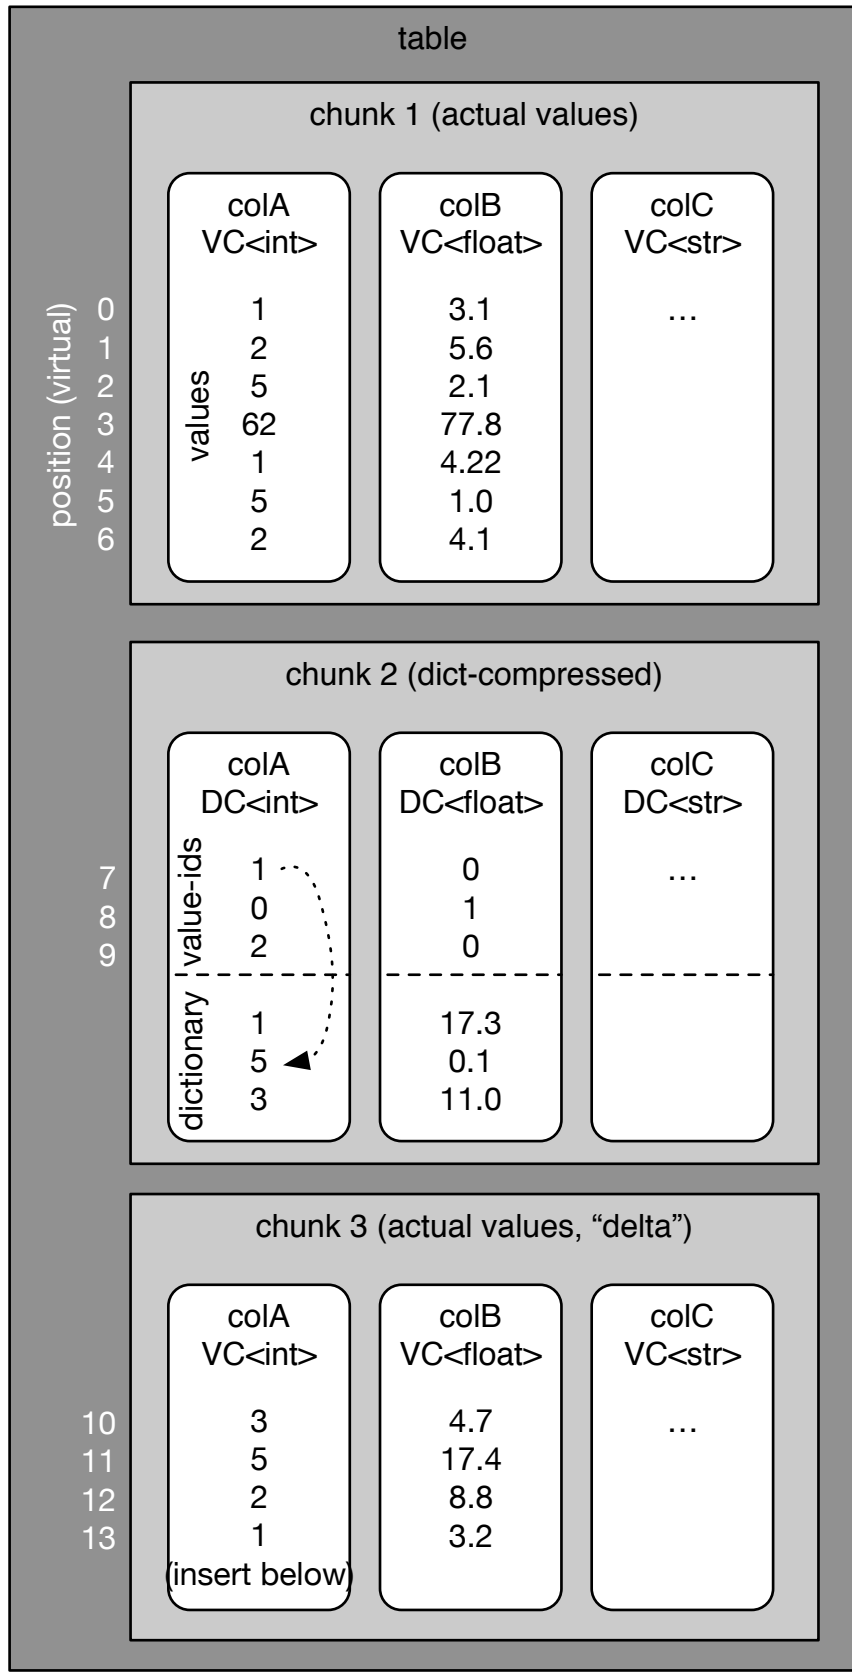 table
chunk 1 (actual values)
colA colB colC
VC<int> VC<float> VC<str>
position (virtual)
values
0 1 3.1 ...
1 2 5.6
2 5 2.1
3 62 77.8
4 1 4.22
5 5 1.0
6 2 4.1
chunk 2 (dict-compressed)
colA colB colC
DC<int> DC<float> DC<str>
value-ids
7 1 0 ...
8 0 1
9 2 0
dictionary
1 17.3
5 0.1
3 11.0
chunk 3 (actual values, “delta”)
colA colB colC
VC<int> VC<float> VC<str>
10 3 4.7 ...
11 5 17.4
12 2 8.8
13 1 3.2
(insert below)